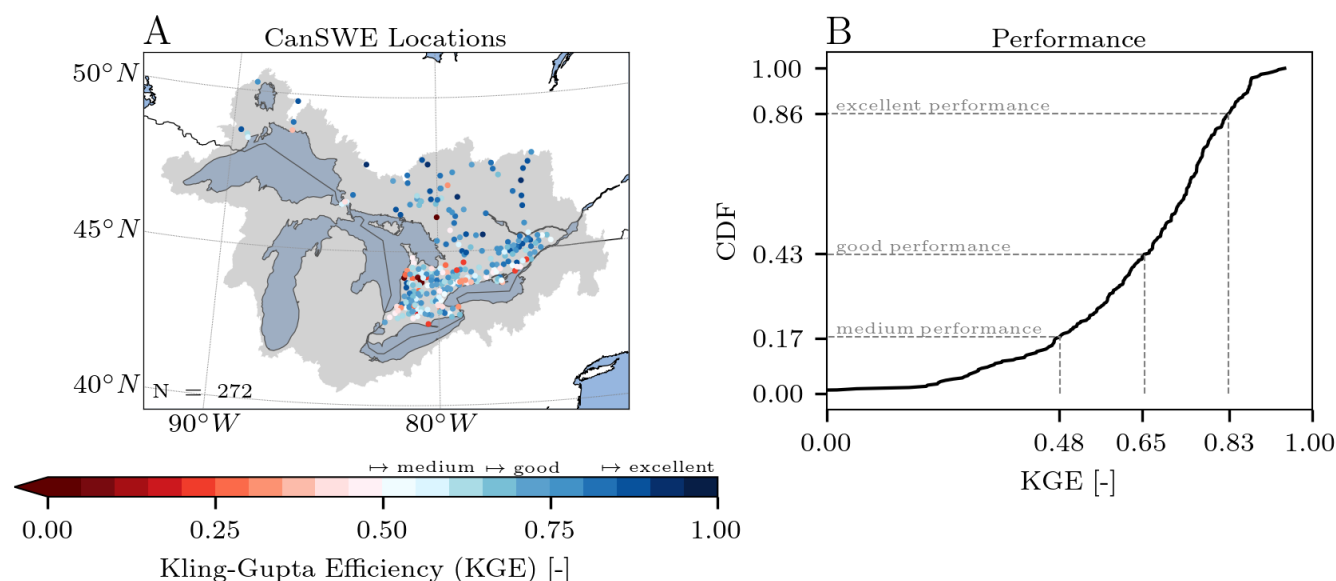 A
CanSWE Locations
50°N
45°N
40°N
N = 272
90°W
80°W
↦ medium ↦ good ↦ excellent
0.00 0.25 0.50 0.75 1.00
Kling-Gupta Efficiency (KGE) [-]
B
Performance
1.00
excellent performance
0.86
CDF
good performance
0.43
medium performance
0.17
0.00
0.00 0.48 0.65 0.83 1.00
KGE [-]